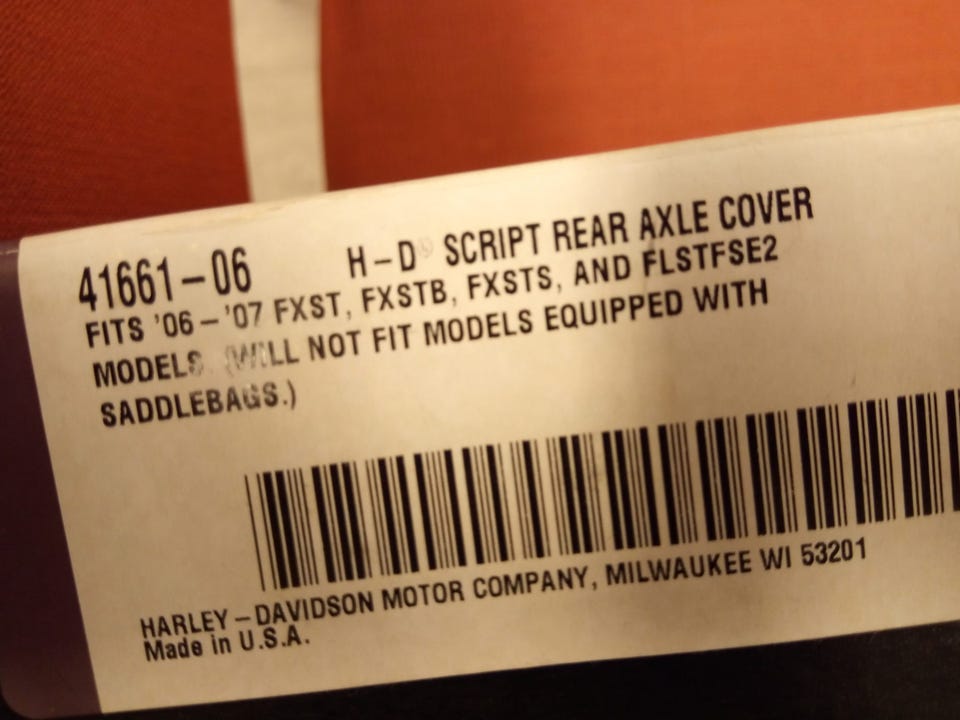 41661-06 H-D® SCRIPT REAR AXLE COVER
FITS '06-'07 FXST, FXSTB, FXSTS, AND FLSTFSE2
MODELS. (WILL NOT FIT MODELS EQUIPPED WITH
SADDLEBAGS.)
HARLEY-DAVIDSON MOTOR COMPANY, MILWAUKEE WI 53201
Made in U.S.A.